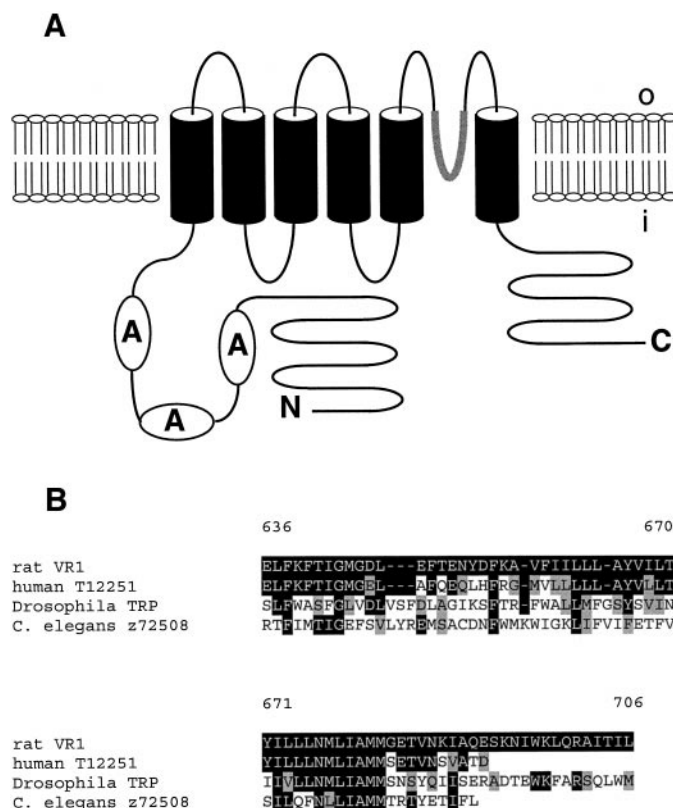 A
o
i
A
A
A
N
C
B
636 670
rat VR1 ELFKFTIGMGDL---EFTENYDFKA-VFIILLL-AYVILT
human T12251 ELFKFTIGMGEL---AFQEQLHFRG-MVLLLLL-AYVLLT
Drosophila TRP SLFWASFGLVDLVSFDLAGIKSFTR-FWALLMFGSYSVIN
C. elegans z72508 RTFIMTIGEFSVLYREMSACDNFWMKWIGKLIFVIFETFV
671 706
rat VR1 YILLLNMLIAMMGETVNKIAQESKNIWKLQRAITIL
human T12251 YILLLNMLIAMMSETVNSVATD
Drosophila TRP IIVLLNMLIAMMSNSYQIISERADTEWKFARSQLWM
C. elegans z72508 SILQFNLLIAMMTRTYETIFL